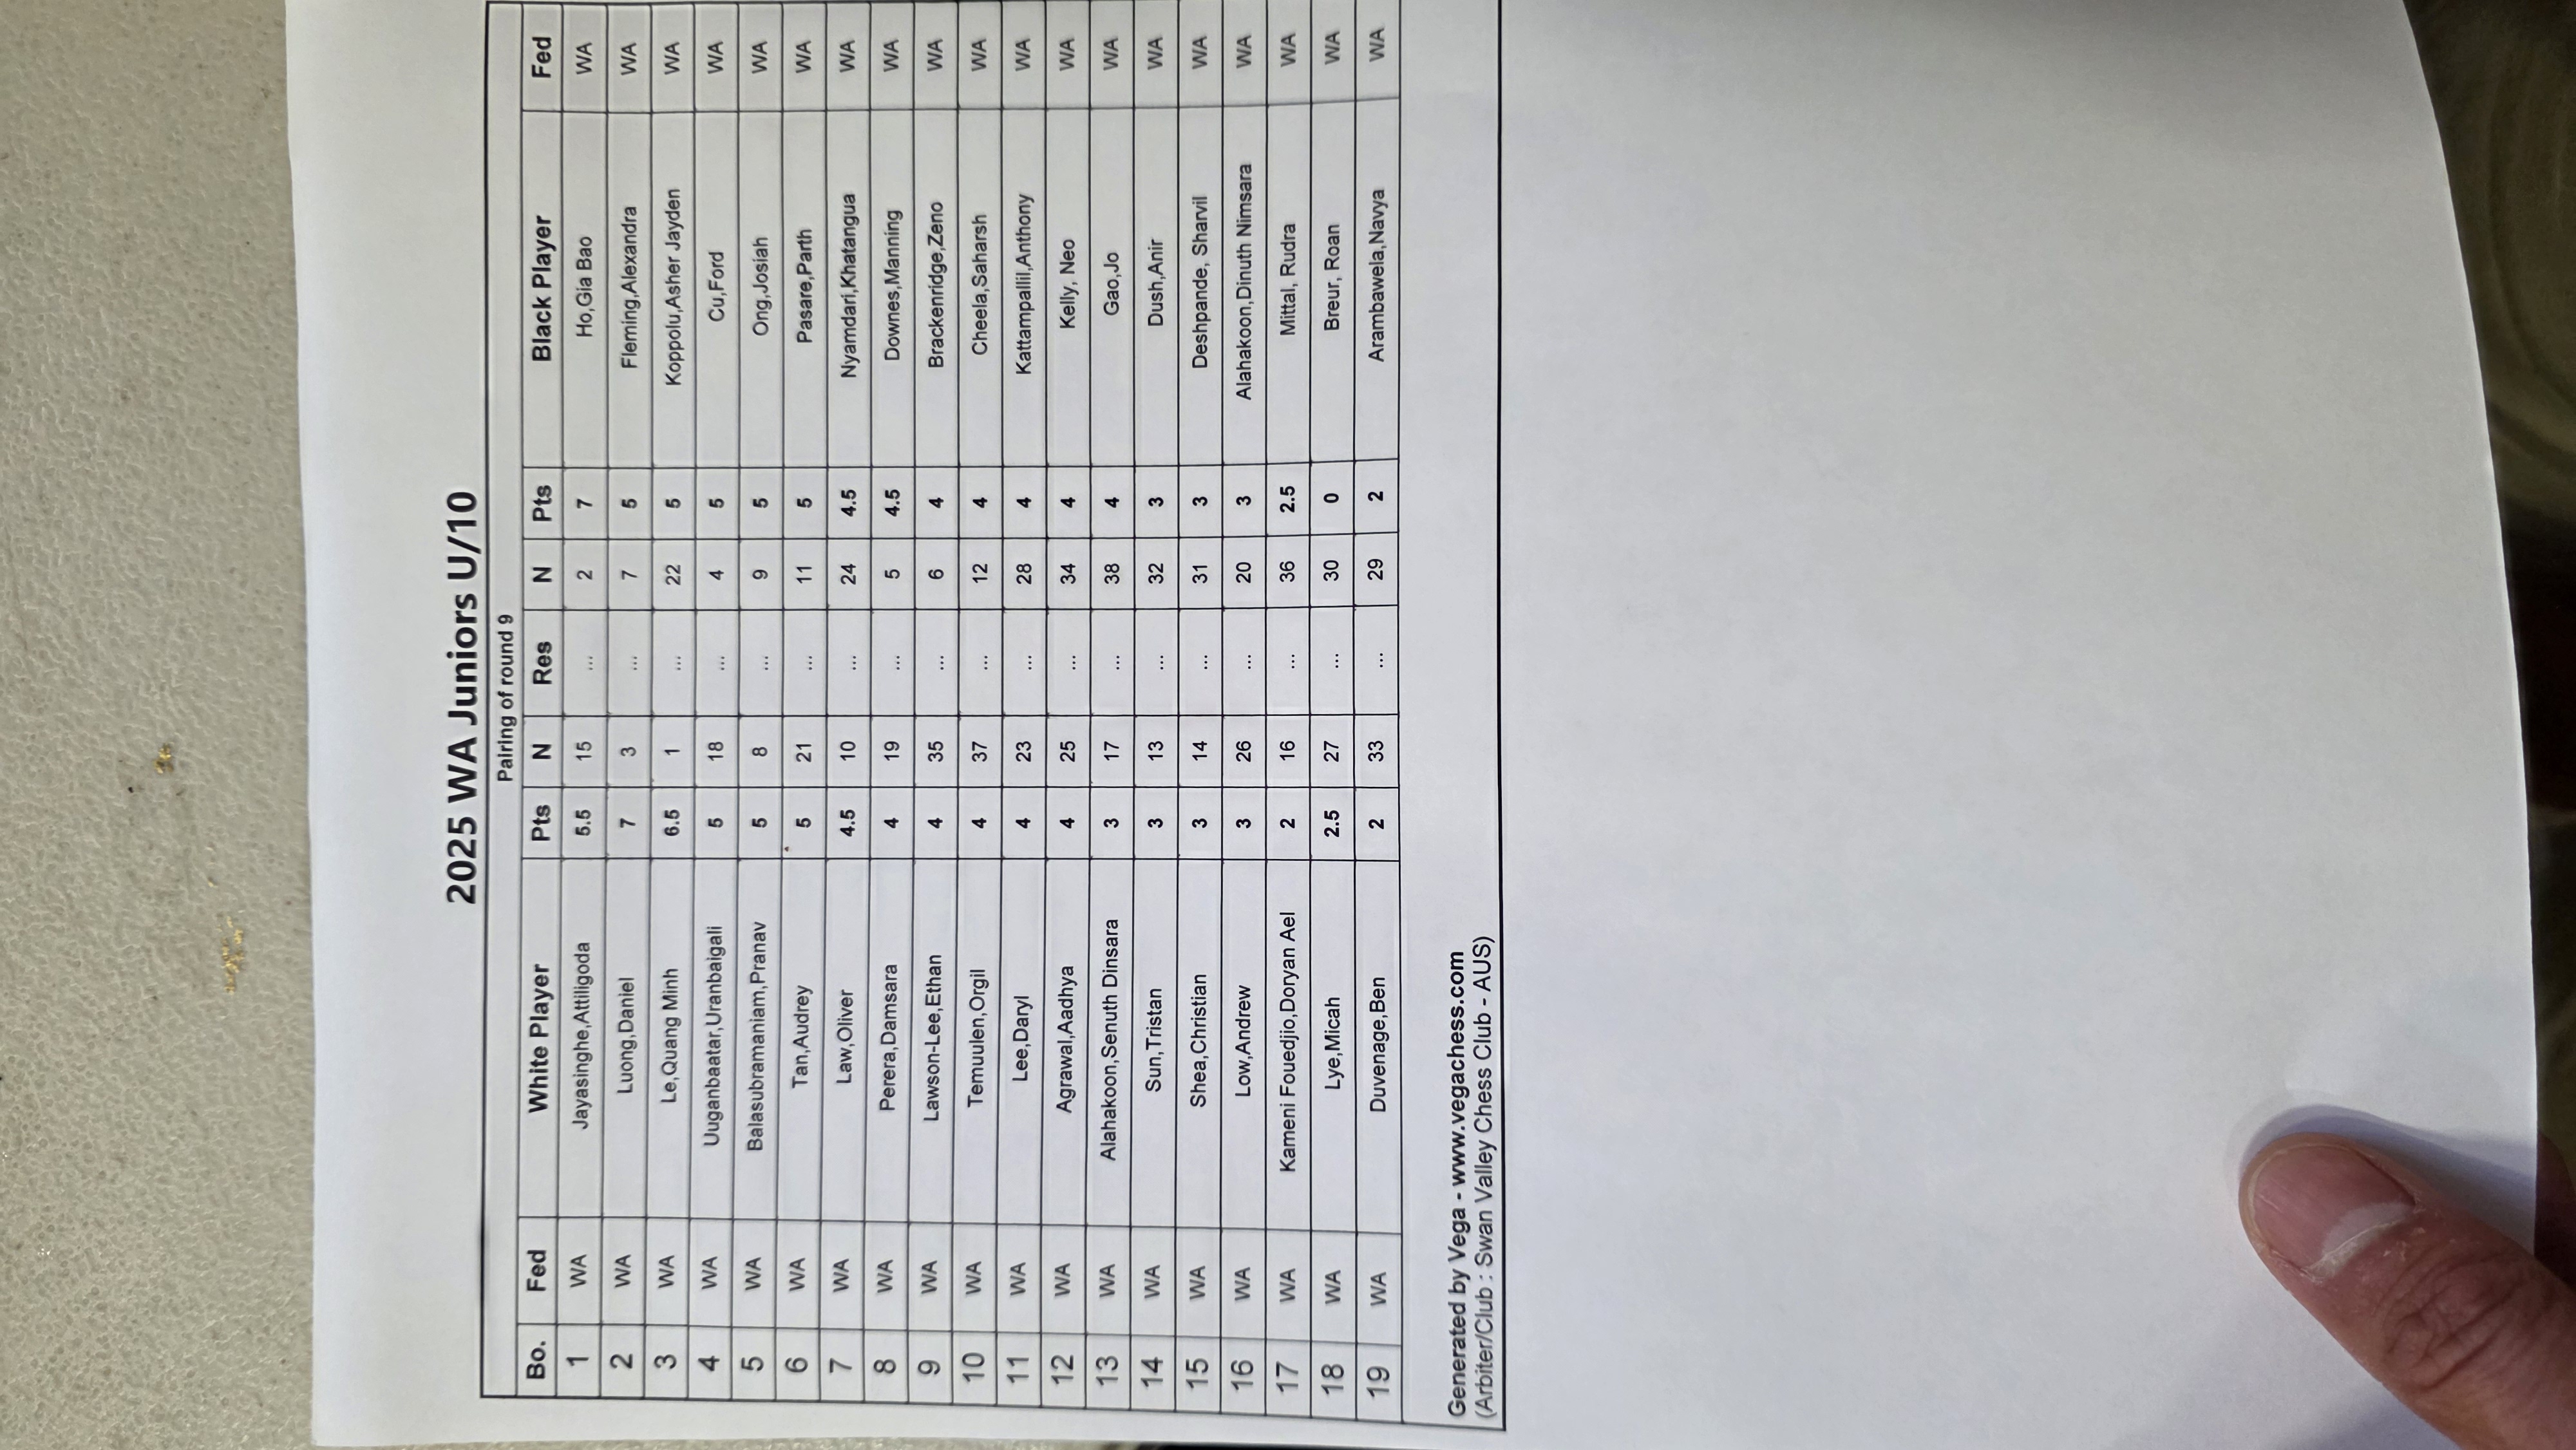 2025 WA Juniors U/10
Pairing of round 9
Bo. Fed White Player Pts N Res N Pts Black Player Fed
1 WA Jayasinghe,Attiligoda 5.5 15 ... 2 7 Ho,Gia Bao WA
2 WA Luong,Daniel 7 3 ... 7 5 Fleming,Alexandra WA
3 WA Le,Quang Minh 6.5 1 ... 22 5 Koppolu,Asher Jayden WA
4 WA Uuganbaatar,Uranbaigali 5 18 ... 4 5 Cu,Ford WA
5 WA Balasubramaniam,Pranav 5 8 ... 9 5 Ong,Josiah WA
6 WA Tan,Audrey 5 21 ... 11 5 Pasare,Parth WA
7 WA Law,Oliver 4.5 10 ... 24 4.5 Nyamdari,Khatangua WA
8 WA Perera,Damsara 4 19 ... 5 4.5 Downes,Manning WA
9 WA Lawson-Lee,Ethan 4 35 ... 6 4 Brackenridge,Zeno WA
10 WA Temuulen,Orgil 4 37 ... 12 4 Cheela,Saharsh WA
11 WA Lee,Daryl 4 23 ... 28 4 Kattampallil,Anthony WA
12 WA Agrawal,Aadhya 4 25 ... 34 4 Kelly, Neo WA
13 WA Alahakoon,Senuth Dinsara 3 17 ... 38 4 Gao,Jo WA
14 WA Sun,Tristan 3 13 ... 32 3 Dush,Anir WA
15 WA Shea,Christian 3 14 ... 31 3 Deshpande, Sharvil WA
16 WA Low,Andrew 3 26 ... 20 3 Alahakoon,Dinuth Nimsara WA
17 WA Kameni Fouedjio,Doryan Ael 2 16 ... 36 2.5 Mittal, Rudra WA
18 WA Lye,Micah 2.5 27 ... 30 0 Breur, Roan WA
19 WA Duvenage,Ben 2 33 ... 29 2 Arambawela,Navya WA
Generated by Vega - www.vegachess.com
(Arbiter/Club : Swan Valley Chess Club - AUS)